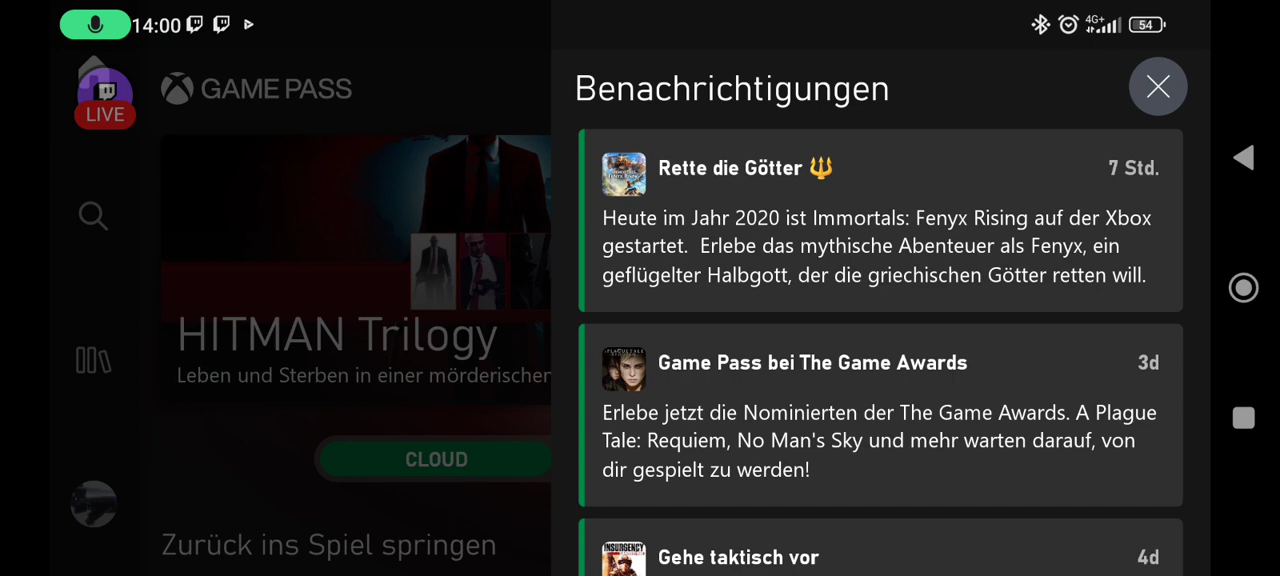 14:00
4G+
54
LIVE
GAME PASS
HITMAN Trilogy
Leben und Sterben in einer mörderischen
CLOUD
Zurück ins Spiel springen
Benachrichtigungen
Rette die Götter 🔱
7 Std.
Heute im Jahr 2020 ist Immortals: Fenyx Rising auf der Xbox
gestartet. Erlebe das mythische Abenteuer als Fenyx, ein
geflügelter Halbgott, der die griechischen Götter retten will.
Game Pass bei The Game Awards
3d
Erlebe jetzt die Nominierten der The Game Awards. A Plague
Tale: Requiem, No Man's Sky und mehr warten darauf, von
dir gespielt zu werden!
INSURGENCY
Gehe taktisch vor
4d